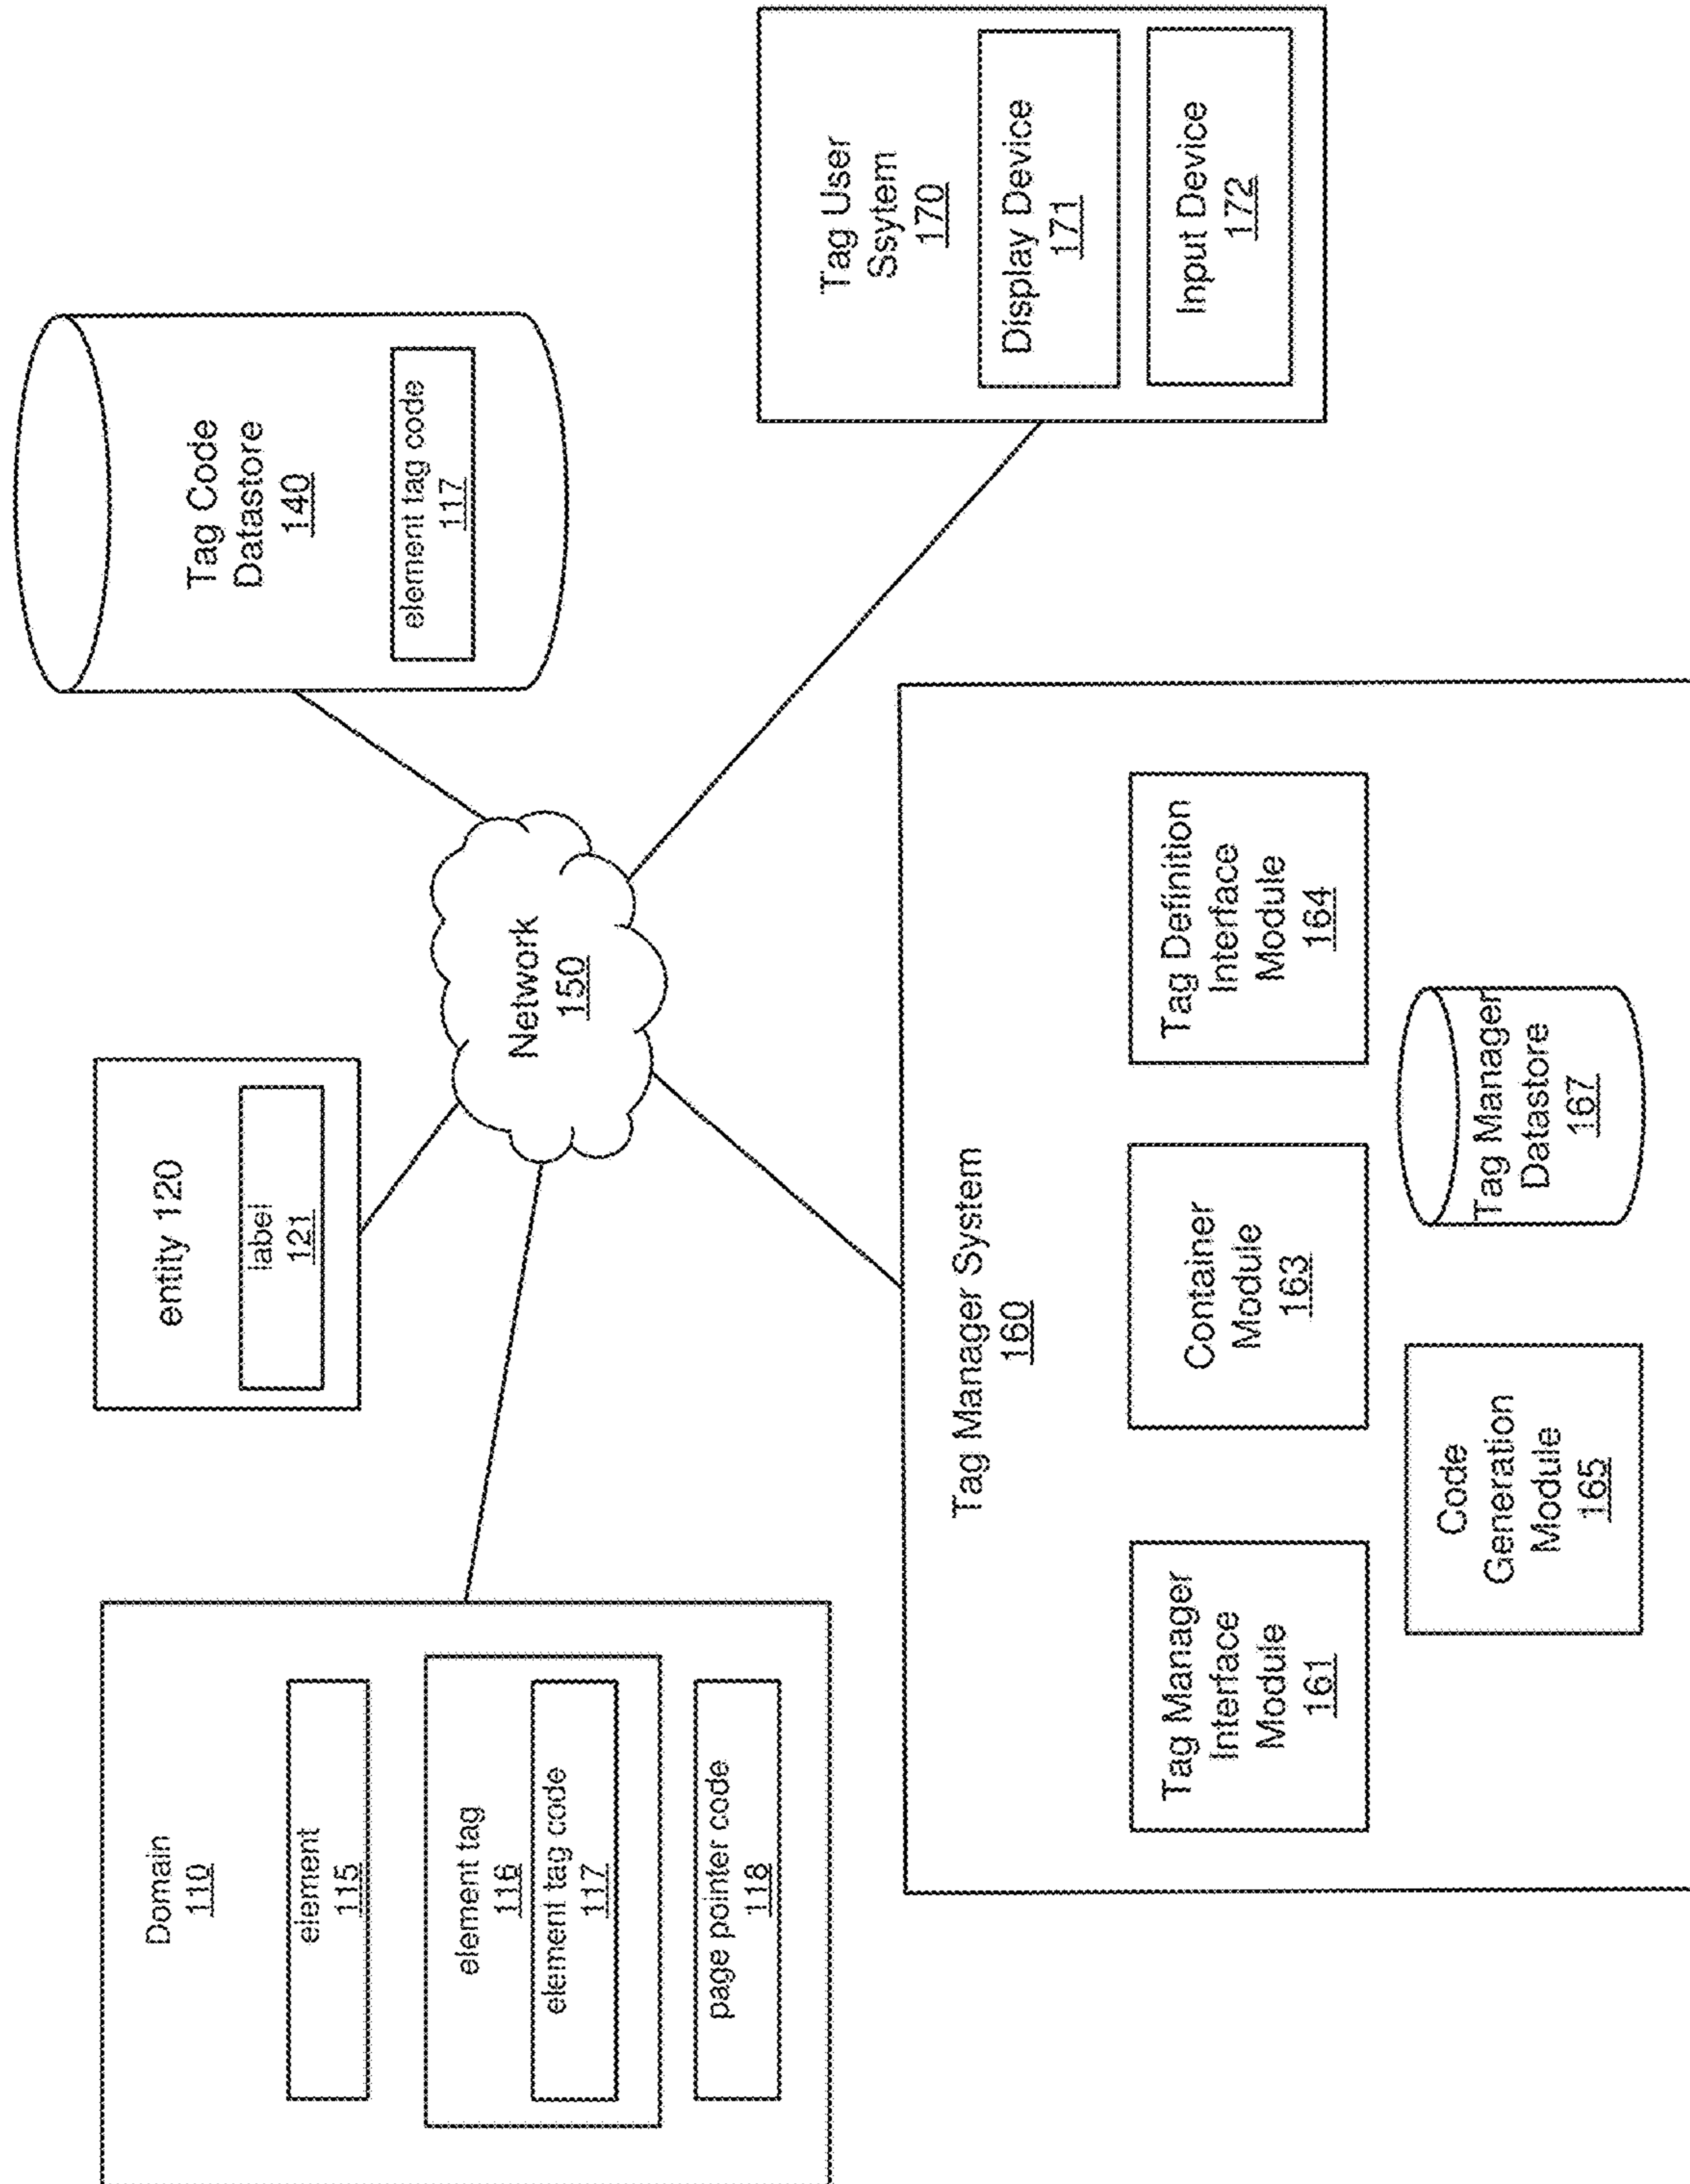 Domain
110
element
115
element tag
116
element tag code
117
page pointer code
118
entity 120
label
121
Tag Code
Datastore
140
element tag code
117
Network
150
Tag User
Ssytem
170
Display Device
171
Input Device
172
Tag Manager System
160
Tag Manager
Interface
Module
161
Container
Module
163
Tag Definition
Interface
Module
164
Code
Generation
Module
165
Tag Manager
Datastore
167